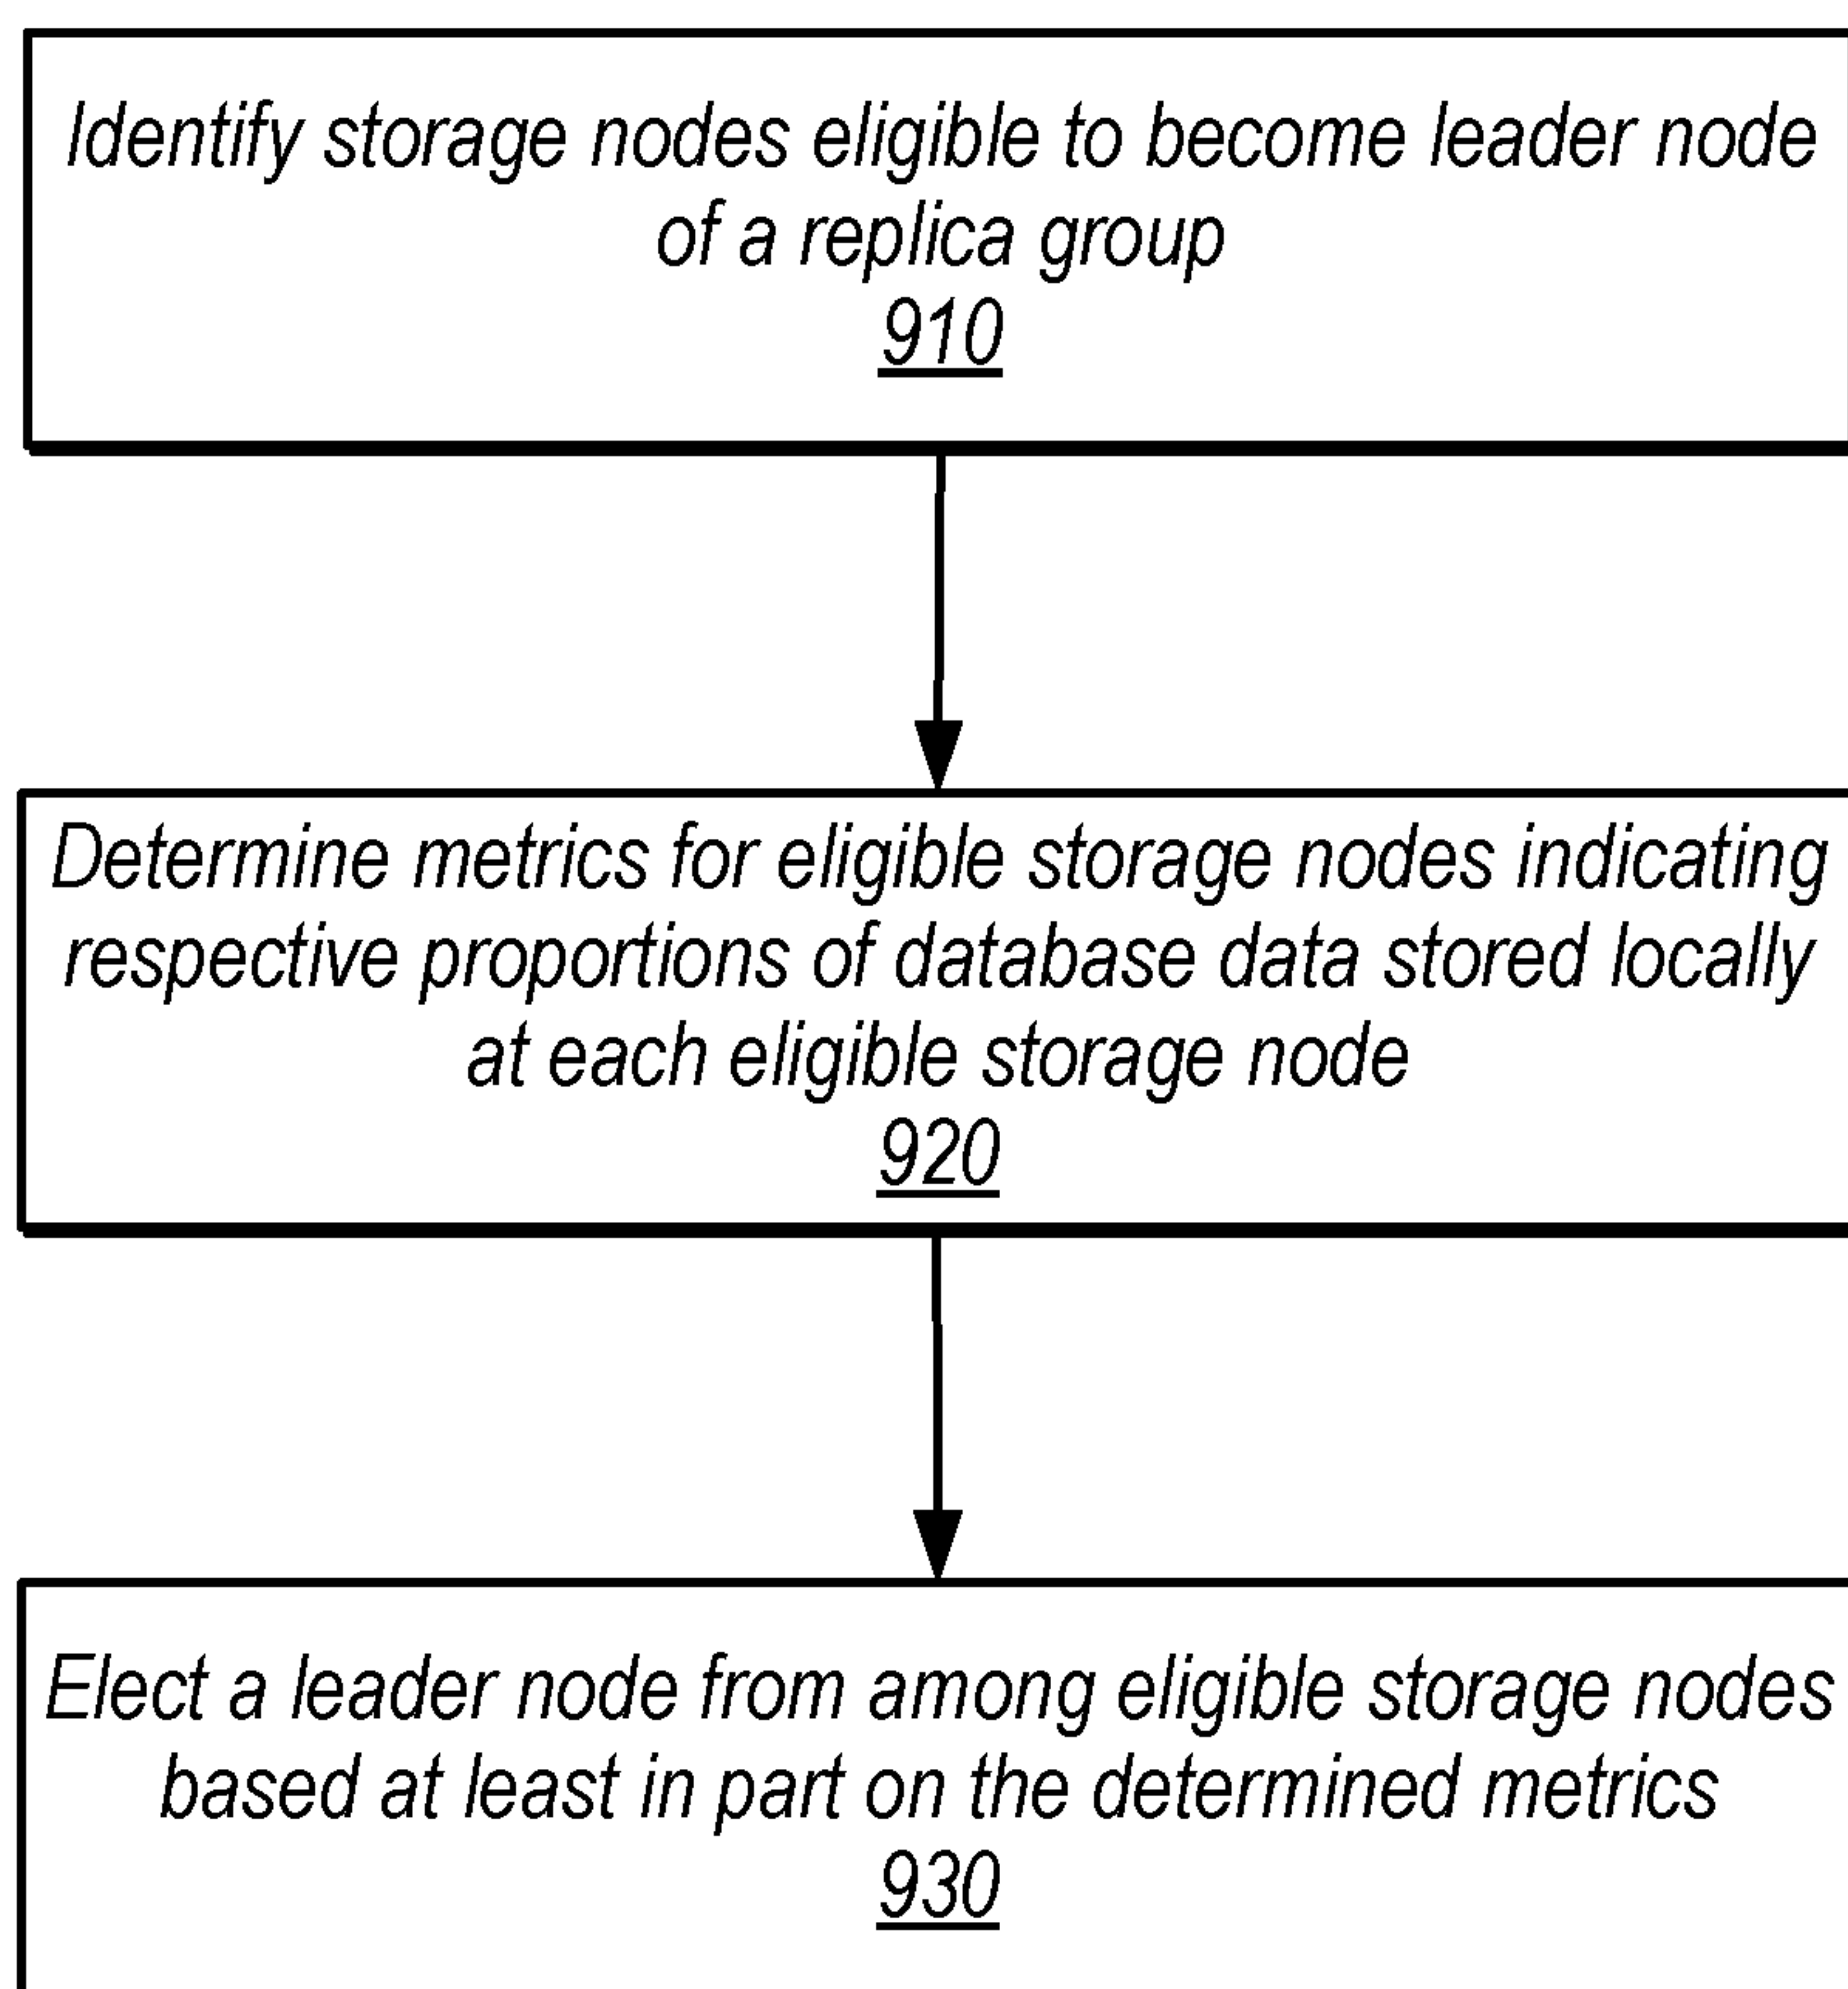 Identify storage nodes eligible to become leader node
of a replica group
910
Determine metrics for eligible storage nodes indicating
respective proportions of database data stored locally
at each eligible storage node
920
Elect a leader node from among eligible storage nodes
based at least in part on the determined metrics
930